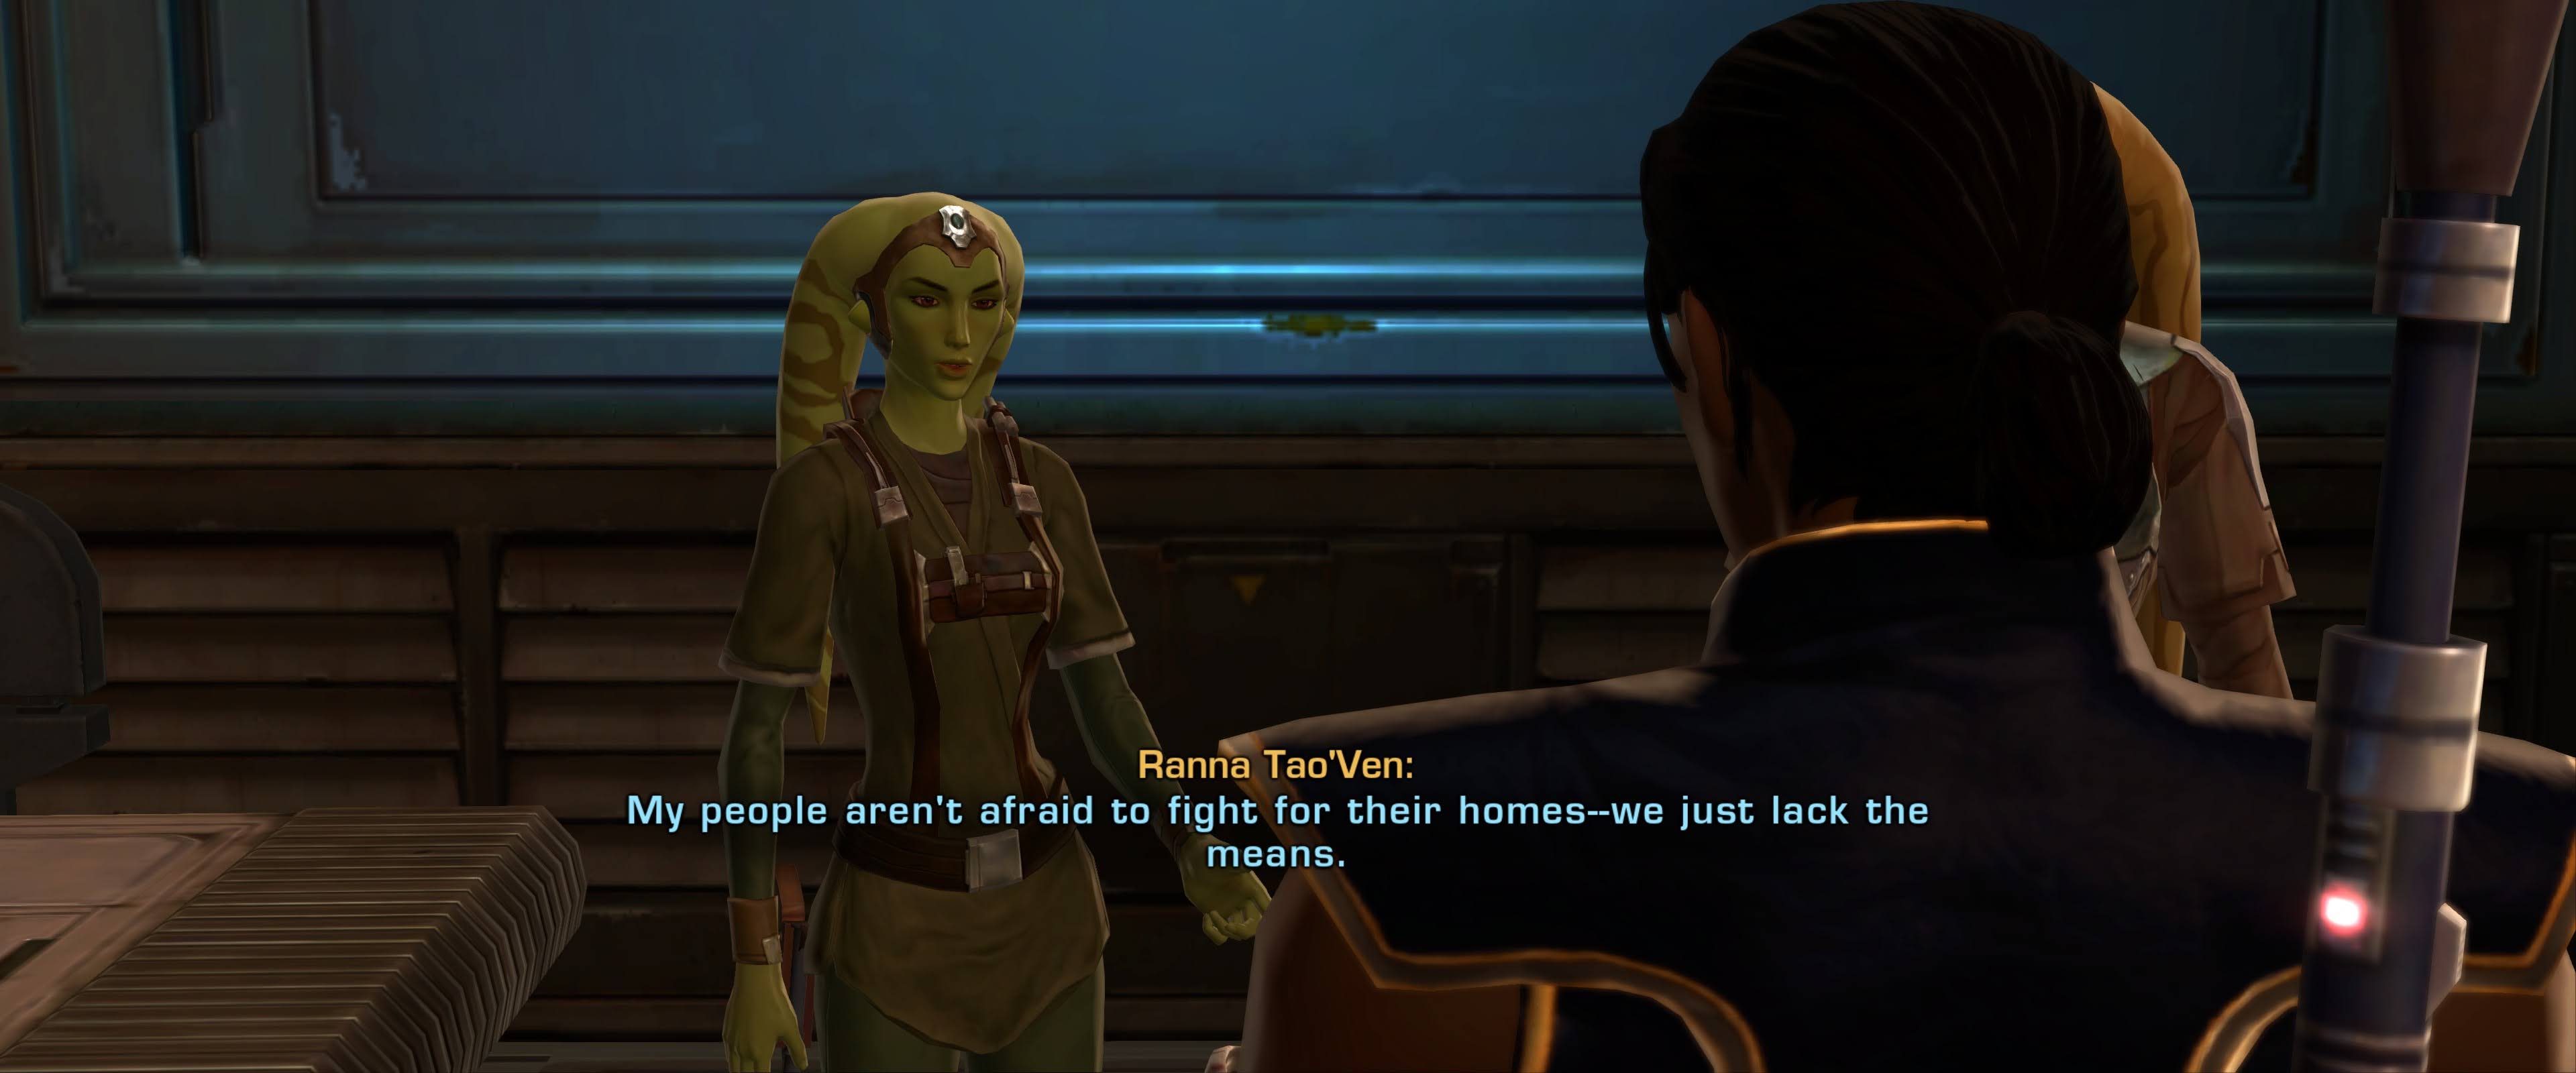 Ranna Tao'Ven:
My people aren't afraid to fight for their homes--we just lack the
means.